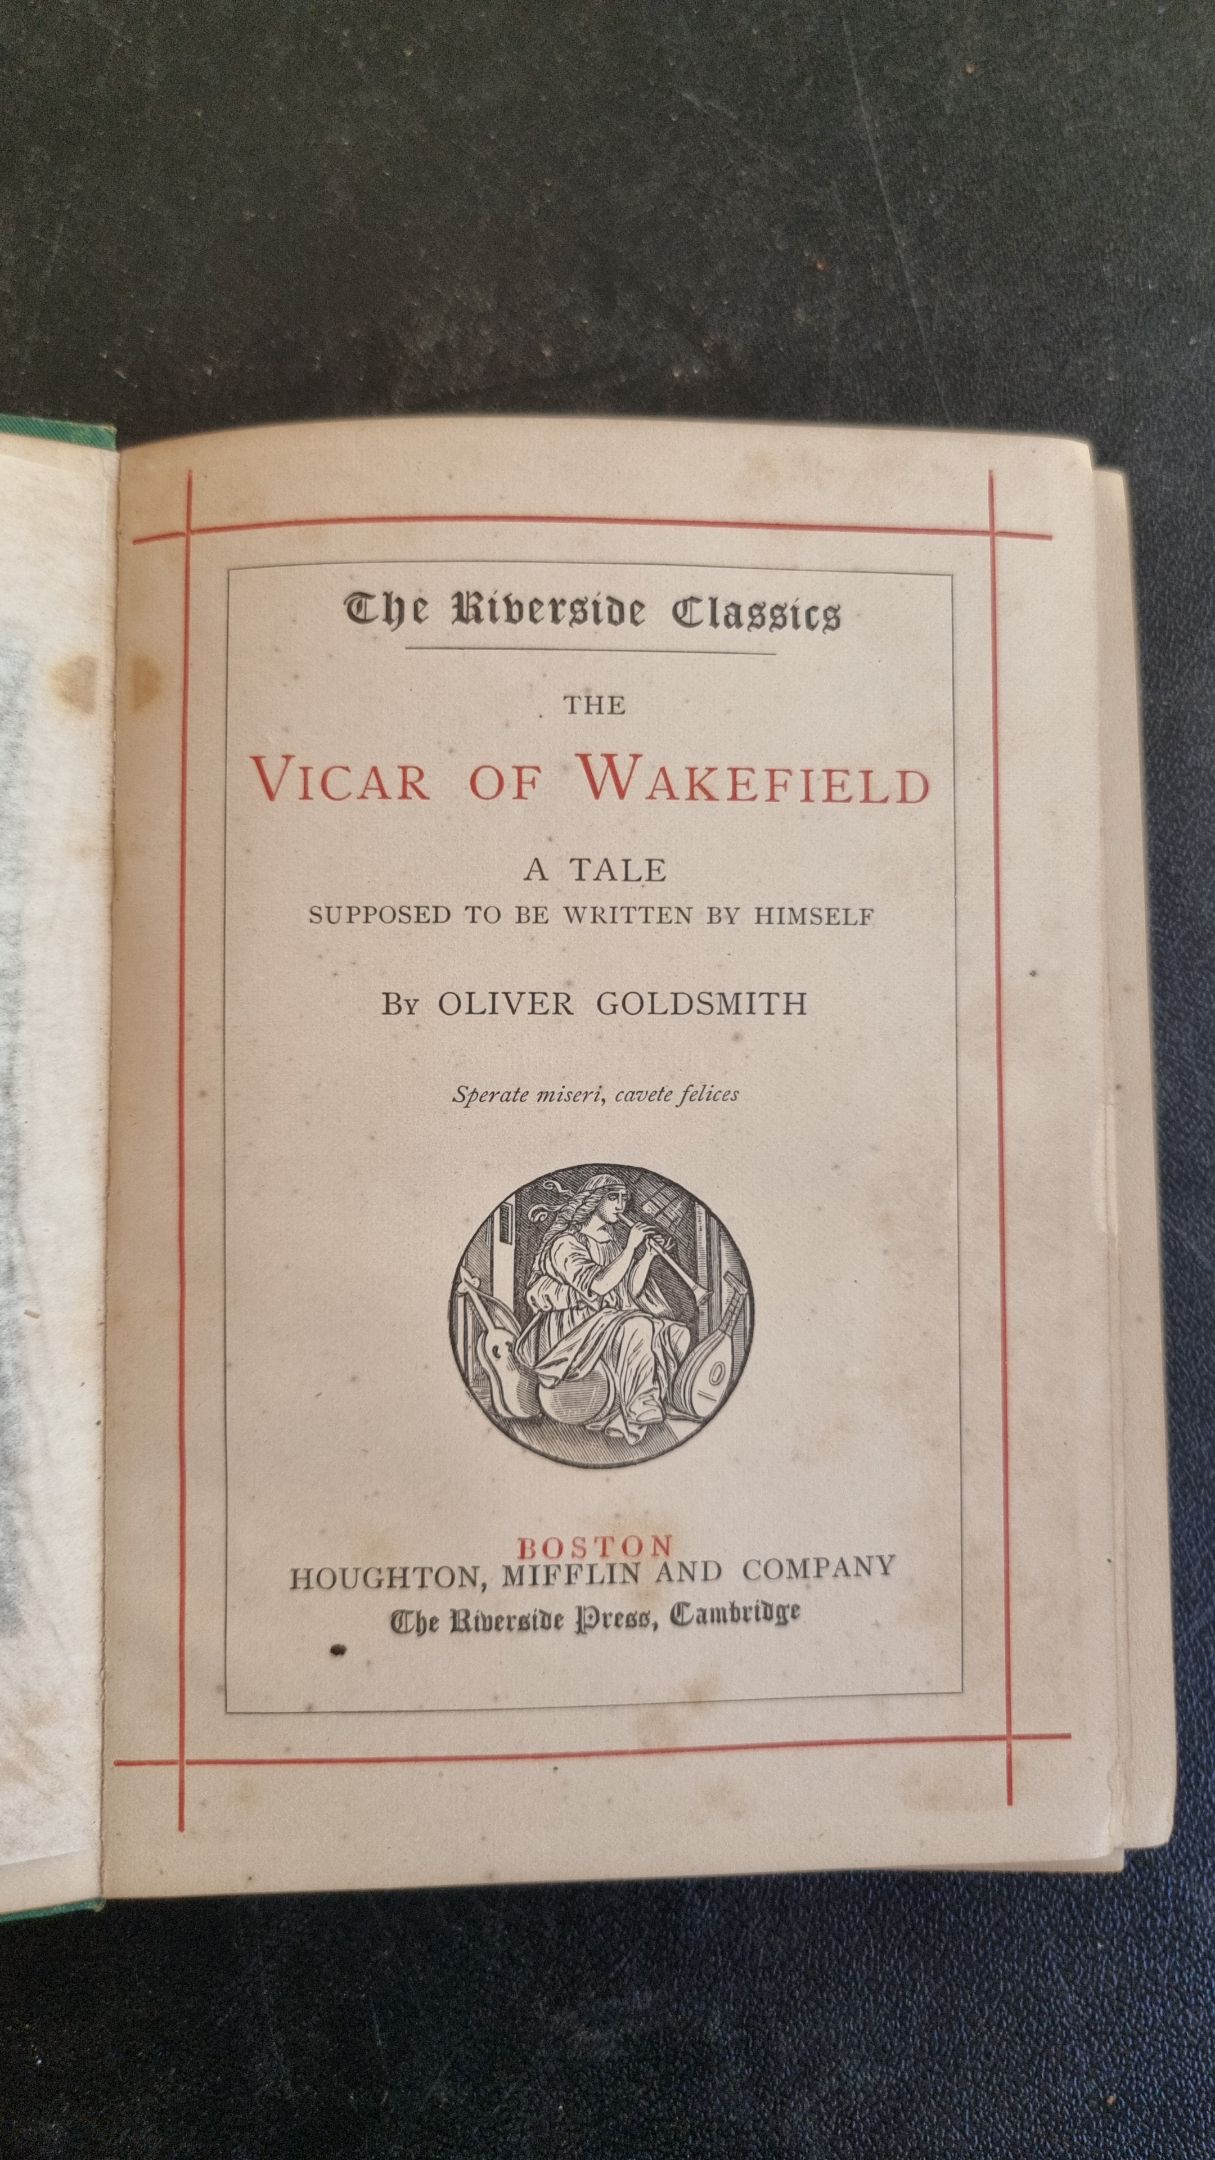 The Riverside Classics
THE
VICAR OF WAKEFIELD
A TALE
SUPPOSED TO BE WRITTEN BY HIMSELF
BY OLIVER GOLDSMITH
Sperate miseri, cavete felices
BOSTON
HOUGHTON, MIFFLIN AND COMPANY
The Riverside Press, Cambridge